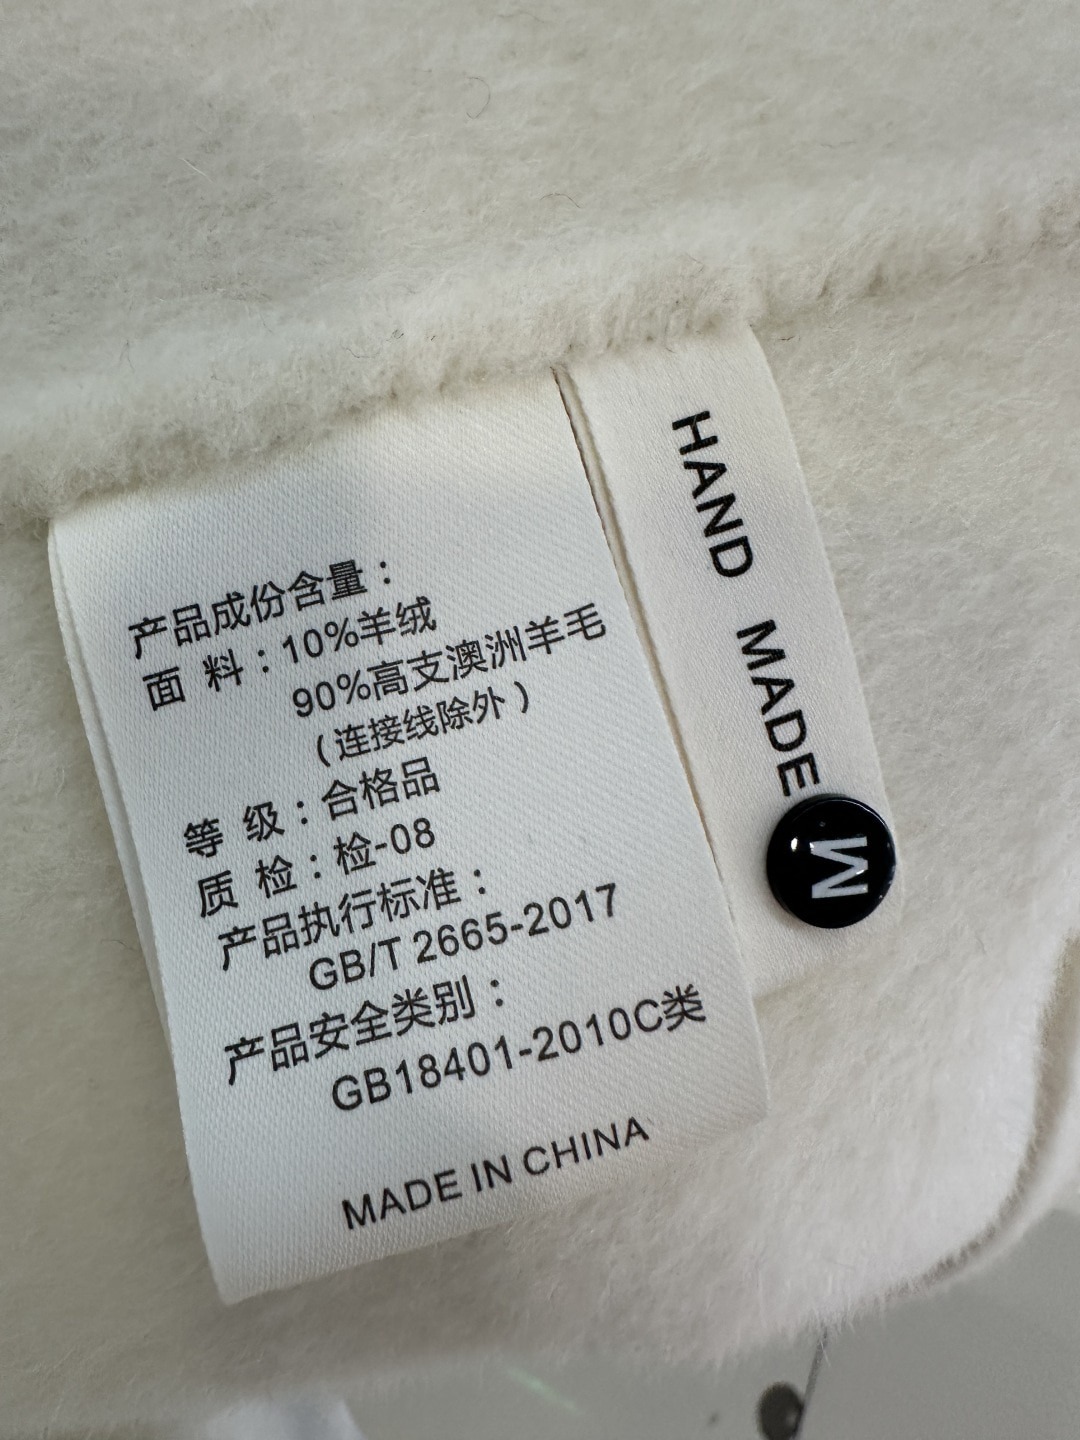 产品成份含量：
面 料：10%羊绒
90%高支澳洲羊毛
（连接线除外）
等 级：合格品
质 检：检-08
产品执行标准：
GB/T 2665-2017
产品安全类别：
GB18401-2010C类
MADE IN CHINA
HAND MADE
M